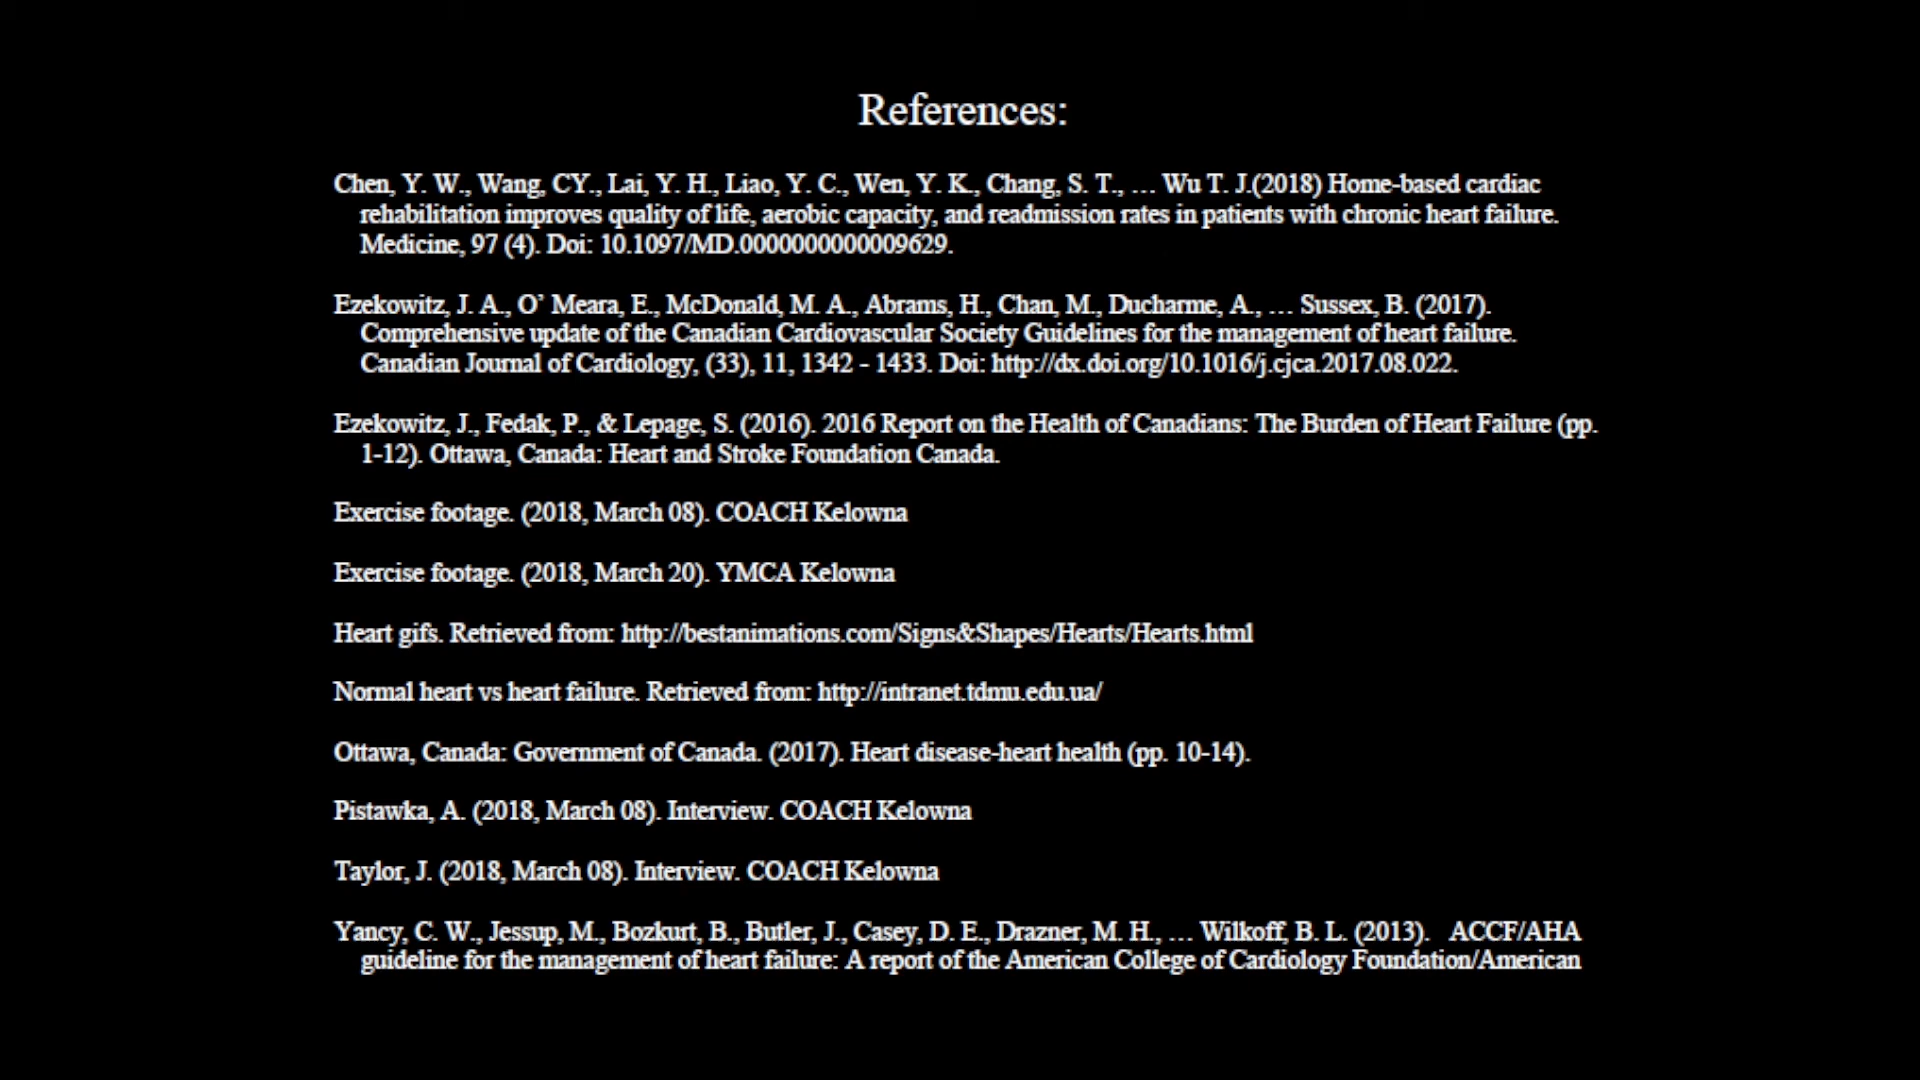 References:
Chen, Y. W., Wang, CY., Lai, Y. H., Liao, Y. C., Wen, Y. K., Chang, S. T., … Wu T. J.(2018) Home-based cardiac
rehabilitation improves quality of life, aerobic capacity, and readmission rates in patients with chronic heart failure.
Medicine, 97 (4). Doi: 10.1097/MD.0000000000009629.
Ezekowitz, J. A., O’ Meara, E., McDonald, M. A., Abrams, H., Chan, M., Ducharme, A., … Sussex, B. (2017).
Comprehensive update of the Canadian Cardiovascular Society Guidelines for the management of heart failure.
Canadian Journal of Cardiology, (33), 11, 1342 - 1433. Doi: http://dx.doi.org/10.1016/j.cjca.2017.08.022.
Ezekowitz, J., Fedak, P., & Lepage, S. (2016). 2016 Report on the Health of Canadians: The Burden of Heart Failure (pp.
1-12). Ottawa, Canada: Heart and Stroke Foundation Canada.
Exercise footage. (2018, March 08). COACH Kelowna
Exercise footage. (2018, March 20). YMCA Kelowna
Heart gifs. Retrieved from: http://bestanimations.com/Signs&Shapes/Hearts/Hearts.html
Normal heart vs heart failure. Retrieved from: http://intranet.tdmu.edu.ua/
Ottawa, Canada: Government of Canada. (2017). Heart disease-heart health (pp. 10-14).
Pistawka, A. (2018, March 08). Interview. COACH Kelowna
Taylor, J. (2018, March 08). Interview. COACH Kelowna
Yancy, C. W., Jessup, M., Bozkurt, B., Butler, J., Casey, D. E., Drazner, M. H., … Wilkoff, B. L. (2013). ACCF/AHA
guideline for the management of heart failure: A report of the American College of Cardiology Foundation/American